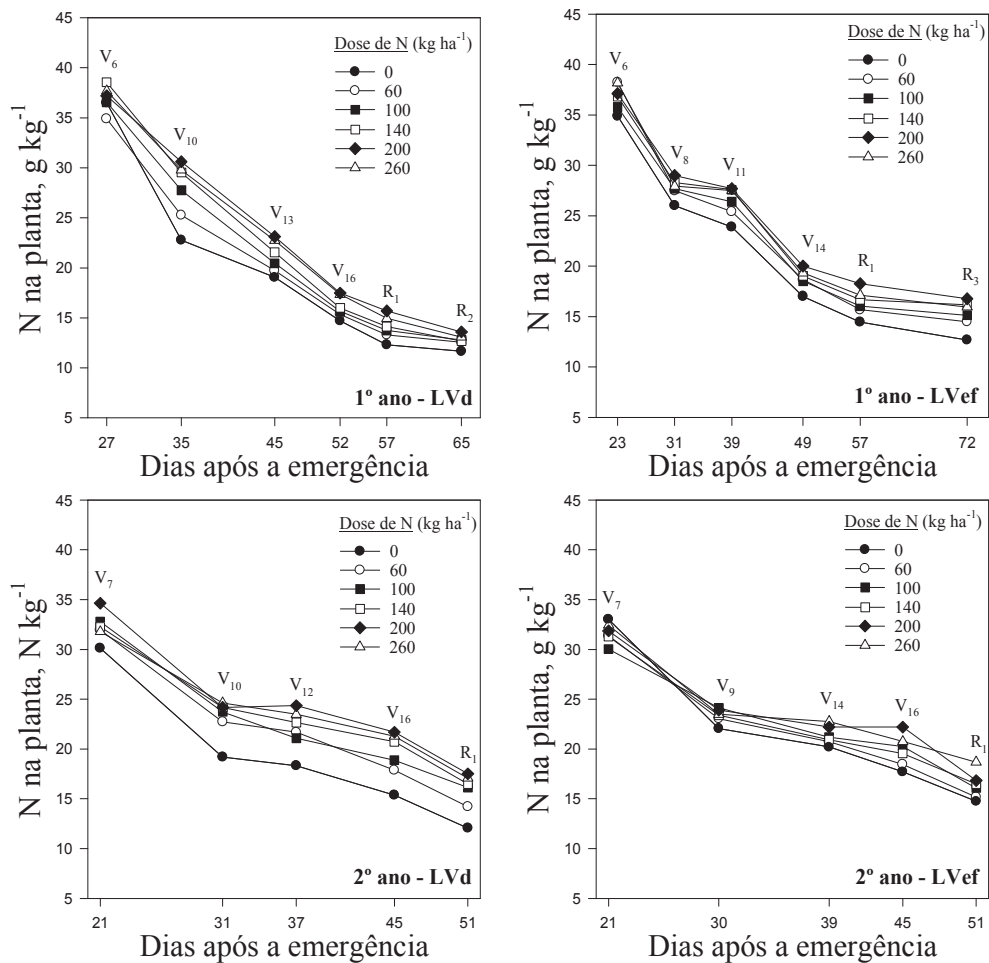 N na planta, g kg⁻¹
45
40
35
30
25
20
15
10
5
Dose de N (kg ha⁻¹)
0
60
100
140
200
260
V₆
V₁₀
V₁₃
V₁₆
R₁
R₂
1º ano - LVd
27 35 45 52 57 65
Dias após a emergência
N na planta, g kg⁻¹
45
40
35
30
25
20
15
10
5
Dose de N (kg ha⁻¹)
0
60
100
140
200
260
V₆
V₈
V₁₁
V₁₄
R₁
R₃
1º ano - LVef
23 31 39 49 57 72
Dias após a emergência
N na planta, N kg⁻¹
45
40
35
30
25
20
15
10
5
Dose de N (kg ha⁻¹)
0
60
100
140
200
260
V₇
V₁₀
V₁₂
V₁₆
R₁
2º ano - LVd
21 31 37 45 51
Dias após a emergência
N na planta, g kg⁻¹
45
40
35
30
25
20
15
10
5
Dose de N (kg ha⁻¹)
0
60
100
140
200
260
V₇
V₉
V₁₄
V₁₆
R₁
2º ano - LVef
21 30 39 45 51
Dias após a emergência